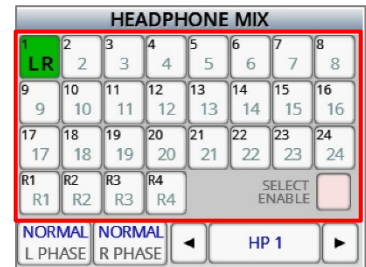 HEADPHONE MIX
1 2 3 4 5 6 7 8
LR 2 3 4 5 6 7 8
9 10 11 12 13 14 15 16
9 10 11 12 13 14 15 16
17 18 19 20 21 22 23 24
17 18 19 20 21 22 23 24
R1 R2 R3 R4 SELECT
R1 R2 R3 R4 ENABLE
NORMAL NORMAL
L PHASE R PHASE ◄ HP 1 ►